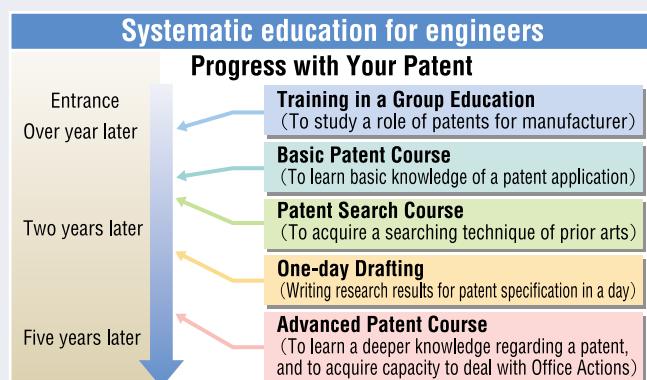 Systematic education for engineers
Progress with Your Patent
Entrance
Over year later
Two years later
Five years later
Training in a Group Education
(To study a role of patents for manufacturer)
Basic Patent Course
(To learn basic knowledge of a patent application)
Patent Search Course
(To acquire a searching technique of prior arts)
One-day Drafting
(Writing research results for patent specification in a day)
Advanced Patent Course
(To learn a deeper knowledge regarding a patent,
and to acquire capacity to deal with Office Actions)